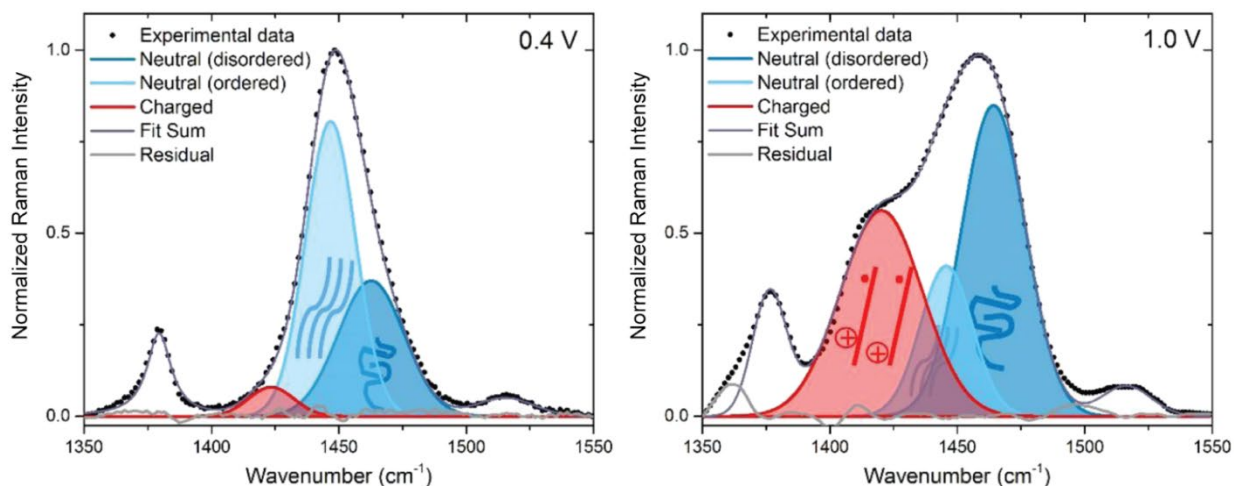 Normalized Raman Intensity
1.0
0.5
0.0
Experimental data
Neutral (disordered)
Neutral (ordered)
Charged
Fit Sum
Residual
0.4 V
1350 1400 1450 1500 1550
Wavenumber (cm⁻¹)
Normalized Raman Intensity
1.0
0.5
0.0
Experimental data
Neutral (disordered)
Neutral (ordered)
Charged
Fit Sum
Residual
1.0 V
1350 1400 1450 1500 1550
Wavenumber (cm⁻¹)